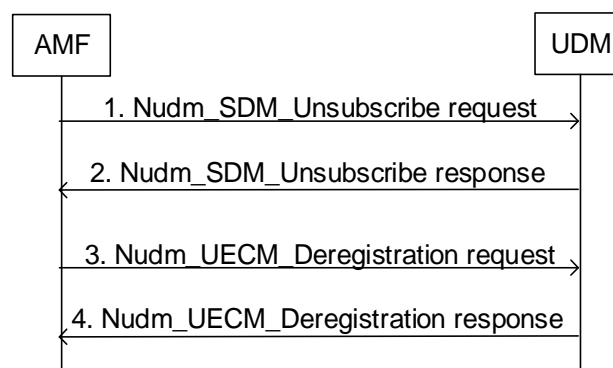 AMF
UDM
1. Nudm_SDM_Unsubscribe request
2. Nudm_SDM_Unsubscribe response
3. Nudm_UECM_Deregistration request
4. Nudm_UECM_Deregistration response